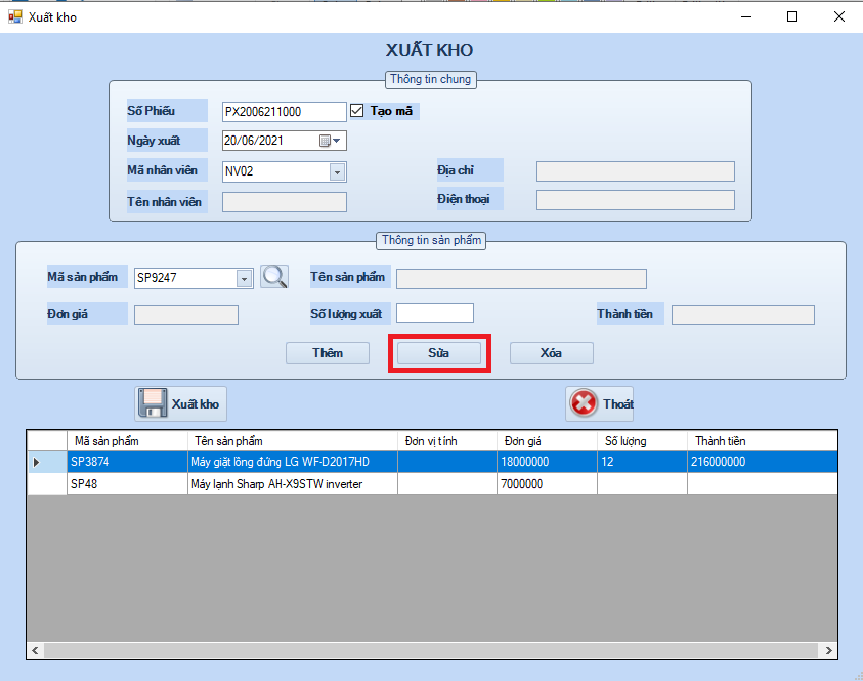 Xuất kho
XUẤT KHO
Thông tin chung
Số Phiếu PX2006211000 Tạo mã
Ngày xuất 20/06/2021
Mã nhân viên NV02 Địa chỉ
Tên nhân viên Điện thoại
Thông tin sản phẩm
Mã sản phẩm SP9247 Tên sản phẩm
Đơn giá Số lượng xuất Thành tiền
Thêm Sửa Xóa
Xuất kho Thoát
Mã sản phẩm Tên sản phẩm Đơn vị tính Đơn giá Số lượng Thành tiền
SP3874 Máy giặt lồng đứng LG WF-D2017HD 18000000 12 216000000
SP48 Máy lạnh Sharp AH-X9STW inverter 7000000